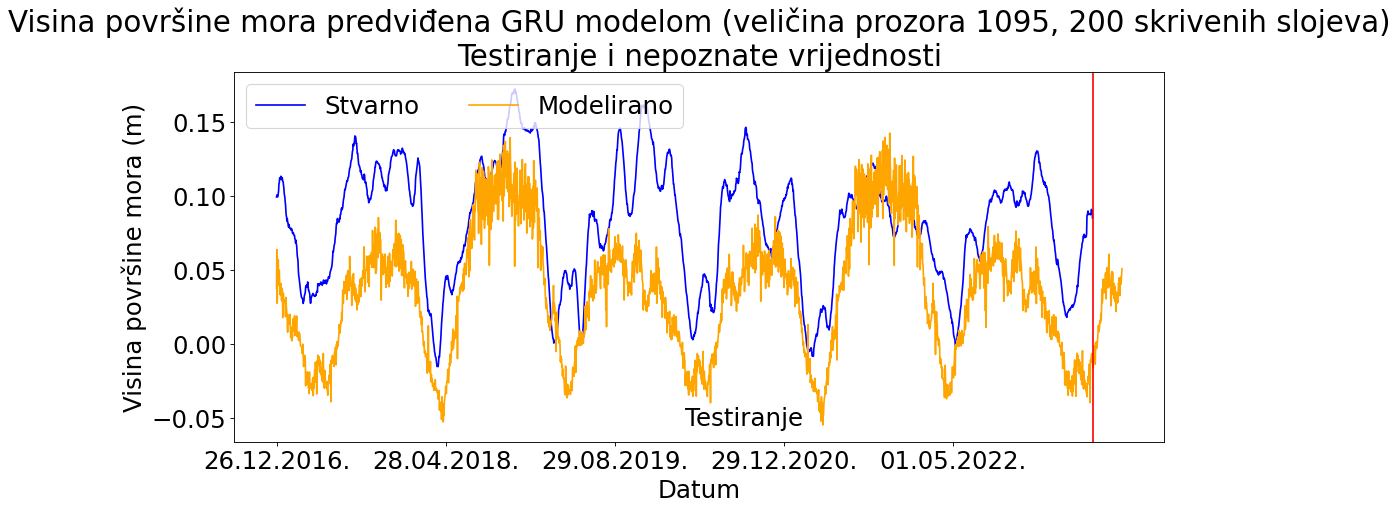 Visina površine mora predviđena GRU modelom (veličina prozora 1095, 200 skrivenih slojeva)
Testiranje i nepoznate vrijednosti
Stvarno
Modelirano
0.15
0.10
0.05
0.00
−0.05
Visina površine mora (m)
Testiranje
26.12.2016.
28.04.2018.
29.08.2019.
29.12.2020.
01.05.2022.
Datum